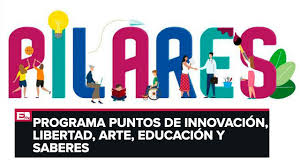 PILARES
PROGRAMA PUNTOS DE INNOVACIÓN,
LIBERTAD, ARTE, EDUCACIÓN Y
SABERES